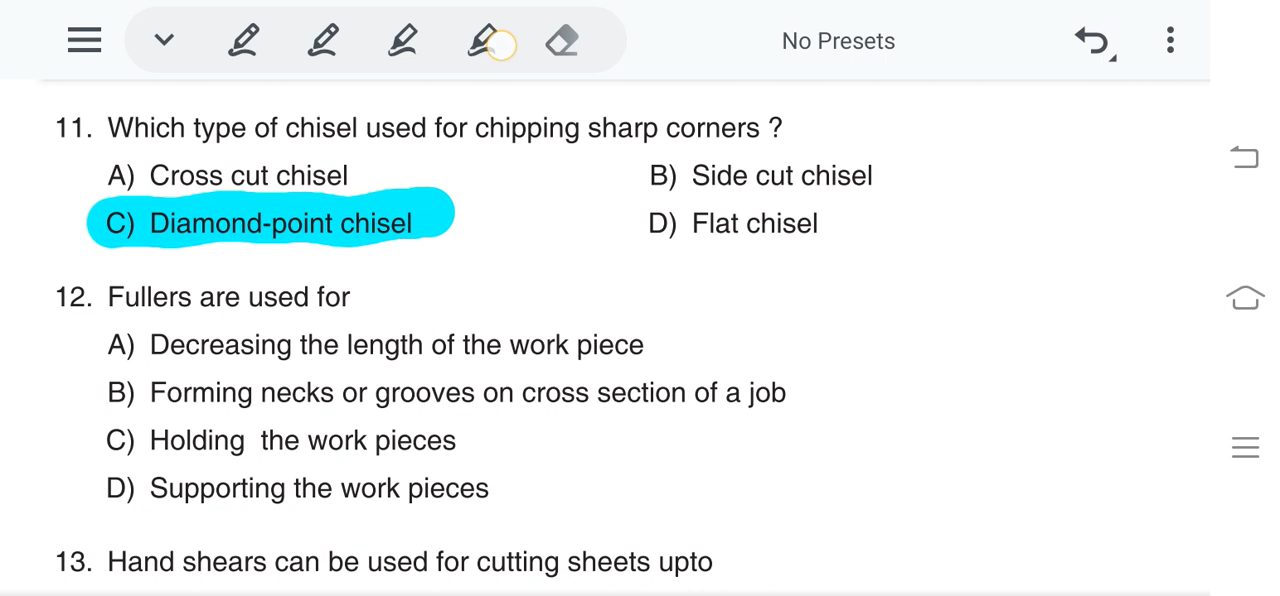 No Presets
11. Which type of chisel used for chipping sharp corners ?
A) Cross cut chisel B) Side cut chisel
C) Diamond-point chisel D) Flat chisel
12. Fullers are used for
A) Decreasing the length of the work piece
B) Forming necks or grooves on cross section of a job
C) Holding the work pieces
D) Supporting the work pieces
13. Hand shears can be used for cutting sheets upto